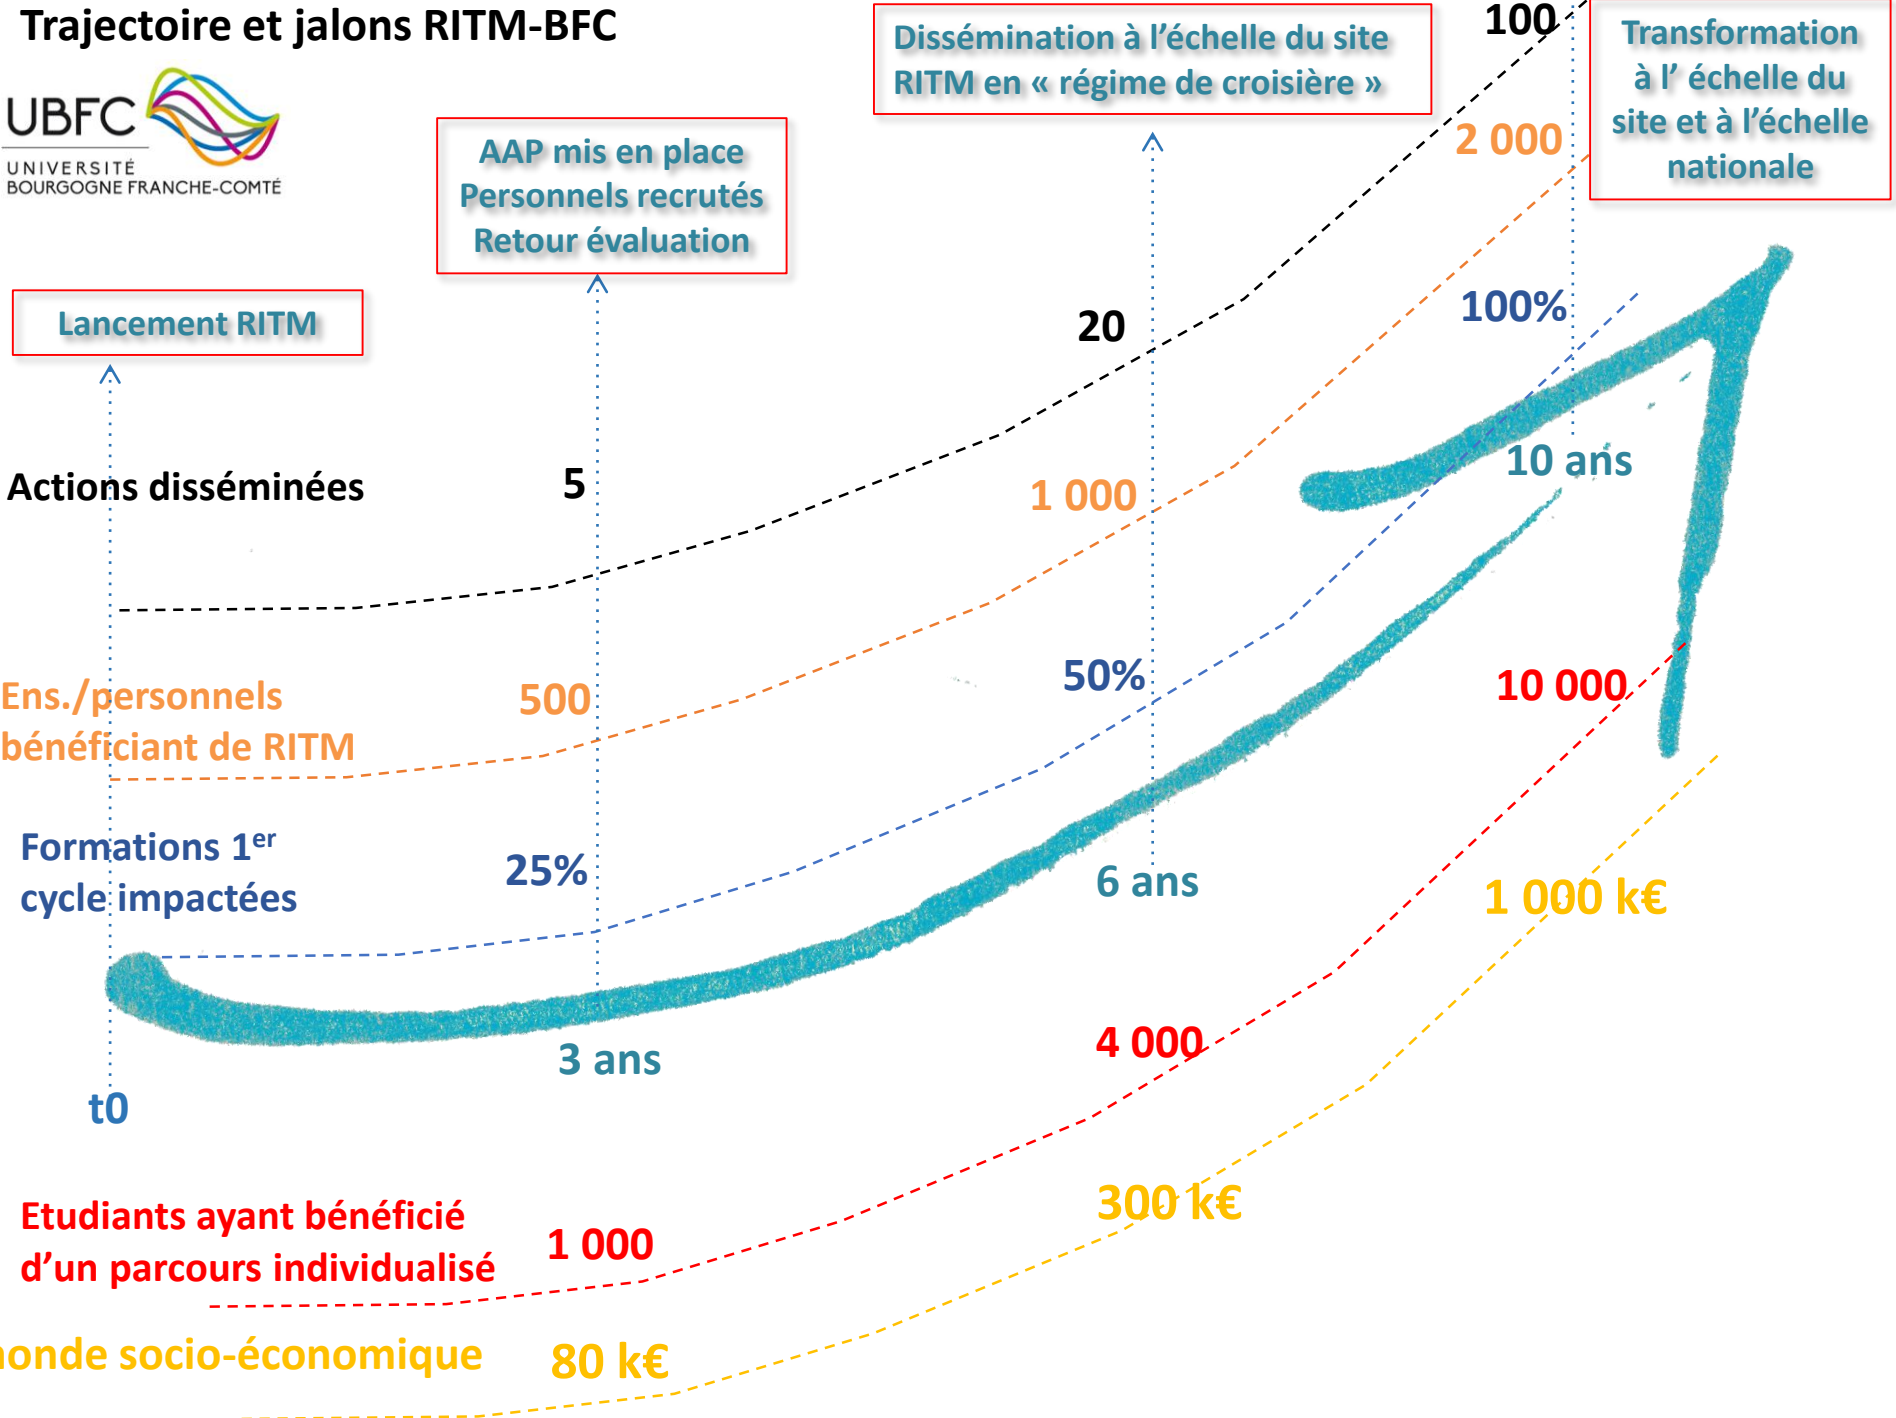 Trajectoire et jalons RITM-BFC
UBFC
UNIVERSITÉ
BOURGOGNE FRANCHE-COMTÉ
Lancement RITM
AAP mis en place
Personnels recrutés
Retour évaluation
Dissémination à l’échelle du site
RITM en « régime de croisière »
Transformation
à l’ échelle du
site et à l’échelle
nationale
Actions disséminées
5
20
100
Ens./personnels
bénéficiant de RITM
500
1 000
2 000
Formations 1er
cycle impactées
25%
50%
100%
t0
3 ans
6 ans
10 ans
Etudiants ayant bénéficié
d’un parcours individualisé
1 000
4 000
10 000
socio-économique
80 k€
300 k€
1 000 k€